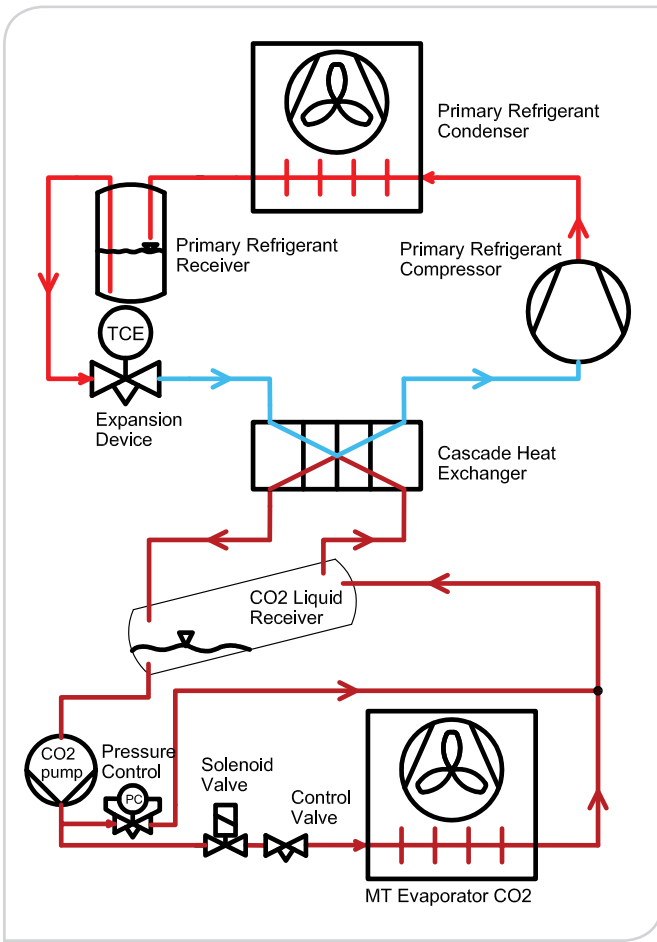 Primary Refrigerant
Condenser
Primary Refrigerant
Receiver
Primary Refrigerant
Compressor
TCE
Expansion
Device
Cascade Heat
Exchanger
CO2 Liquid
Receiver
CO2
pump
Pressure
Control
PC
Solenoid
Valve
Control
Valve
MT Evaporator CO2